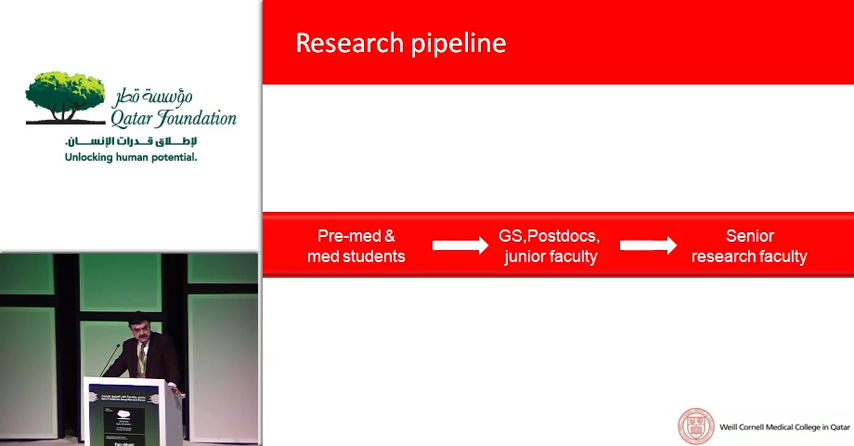 مؤسسة قطر
Qatar Foundation
لإطلاق قدرات الإنسان.
Unlocking human potential.
Research pipeline
Pre-med &
med students
GS,Postdocs,
junior faculty
Senior
research faculty
Weill Cornell Medical College in Qatar